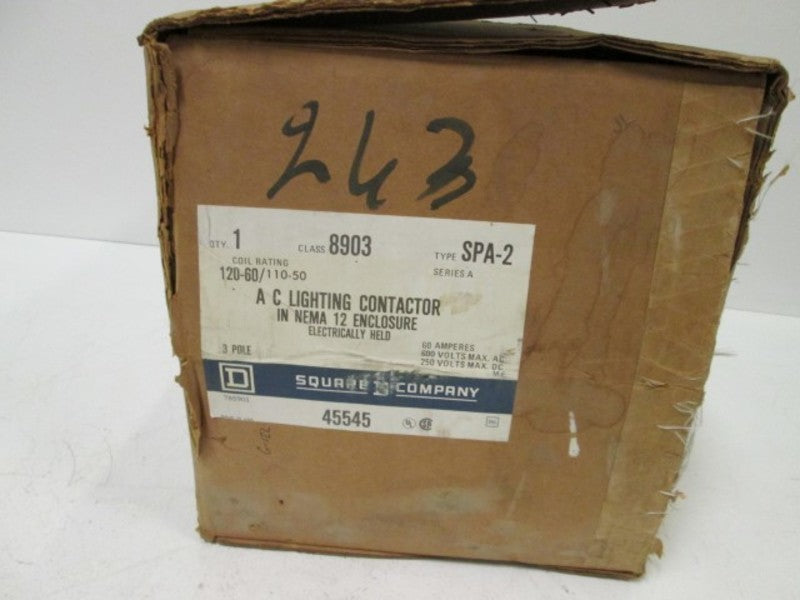 243
QTY. 1 CLASS 8903 TYPE SPA-2
COIL RATING SERIES A
120-60/110-50
A C LIGHTING CONTACTOR
IN NEMA 12 ENCLOSURE
ELECTRICALLY HELD
3 POLE 60 AMPERES
600 VOLTS MAX. AC
250 VOLTS MAX. DC
D SQUARE D COMPANY
45545 UL